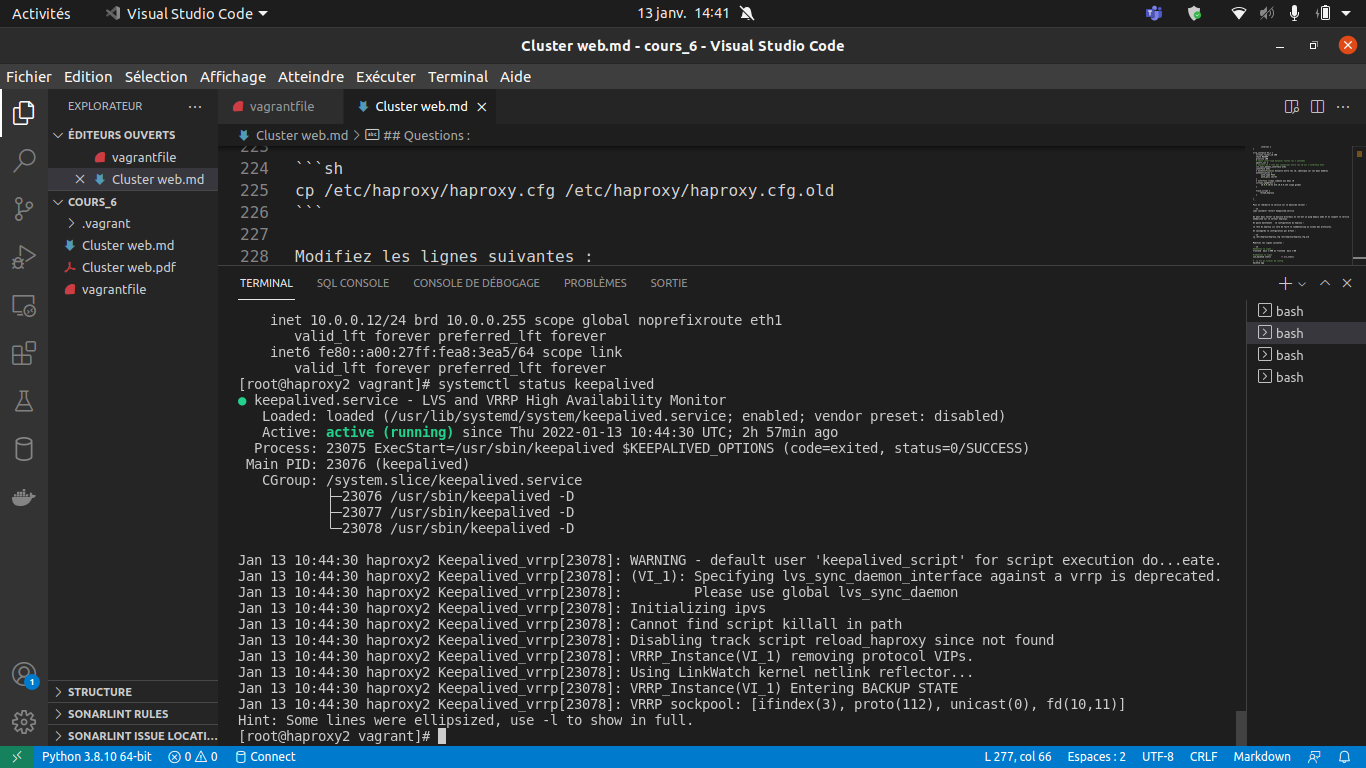 Activités
Visual Studio Code
13 janv. 14:41
Cluster web.md - cours_6 - Visual Studio Code
Fichier Edition Sélection Affichage Atteindre Exécuter Terminal Aide
EXPLORATEUR
vagrantfile
Cluster web.md
ÉDITEURS OUVERTS
vagrantfile
Cluster web.md
COURS_6
.vagrant
Cluster web.md
Cluster web.pdf
vagrantfile
STRUCTURE
SONARLINT RULES
SONARLINT ISSUE LOCATI...
1
Cluster web.md > ## Questions :
223
224 ```sh
225 cp /etc/haproxy/haproxy.cfg /etc/haproxy/haproxy.cfg.old
226 ```
227
228 Modifiez les lignes suivantes :
TERMINAL SQL CONSOLE CONSOLE DE DÉBOGAGE PROBLÈMES SORTIE
inet 10.0.0.12/24 brd 10.0.0.255 scope global noprefixroute eth1
valid_lft forever preferred_lft forever
inet6 fe80::a00:27ff:fea8:3ea5/64 scope link
valid_lft forever preferred_lft forever
[root@haproxy2 vagrant]# systemctl status keepalived
● keepalived.service - LVS and VRRP High Availability Monitor
Loaded: loaded (/usr/lib/systemd/system/keepalived.service; enabled; vendor preset: disabled)
Active: active (running) since Thu 2022-01-13 10:44:30 UTC; 2h 57min ago
Process: 23075 ExecStart=/usr/sbin/keepalived $KEEPALIVED_OPTIONS (code=exited, status=0/SUCCESS)
Main PID: 23076 (keepalived)
CGroup: /system.slice/keepalived.service
├─23076 /usr/sbin/keepalived -D
├─23077 /usr/sbin/keepalived -D
└─23078 /usr/sbin/keepalived -D
Jan 13 10:44:30 haproxy2 Keepalived_vrrp[23078]: WARNING - default user 'keepalived_script' for script execution do...eate.
Jan 13 10:44:30 haproxy2 Keepalived_vrrp[23078]: (VI_1): Specifying lvs_sync_daemon_interface against a vrrp is deprecated.
Jan 13 10:44:30 haproxy2 Keepalived_vrrp[23078]: Please use global lvs_sync_daemon
Jan 13 10:44:30 haproxy2 Keepalived_vrrp[23078]: Initializing ipvs
Jan 13 10:44:30 haproxy2 Keepalived_vrrp[23078]: Cannot find script killall in path
Jan 13 10:44:30 haproxy2 Keepalived_vrrp[23078]: Disabling track script reload_haproxy since not found
Jan 13 10:44:30 haproxy2 Keepalived_vrrp[23078]: VRRP_Instance(VI_1) removing protocol VIPs.
Jan 13 10:44:30 haproxy2 Keepalived_vrrp[23078]: Using LinkWatch kernel netlink reflector...
Jan 13 10:44:30 haproxy2 Keepalived_vrrp[23078]: VRRP_Instance(VI_1) Entering BACKUP STATE
Jan 13 10:44:30 haproxy2 Keepalived_vrrp[23078]: VRRP sockpool: [ifindex(3), proto(112), unicast(0), fd(10,11)]
Hint: Some lines were ellipsized, use -l to show in full.
[root@haproxy2 vagrant]#
bash
bash
bash
bash
Python 3.8.10 64-bit 0 0 Connect L 277, col 66 Espaces : 2 UTF-8 CRLF Markdown